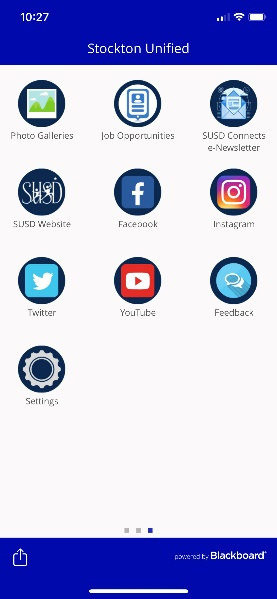 10:27
Stockton Unified
Photo Galleries
Job Opportunities
SUSD Connects
e-Newsletter
SUSD
SUSD Website
Facebook
Instagram
Twitter
YouTube
Feedback
Settings
powered by Blackboard